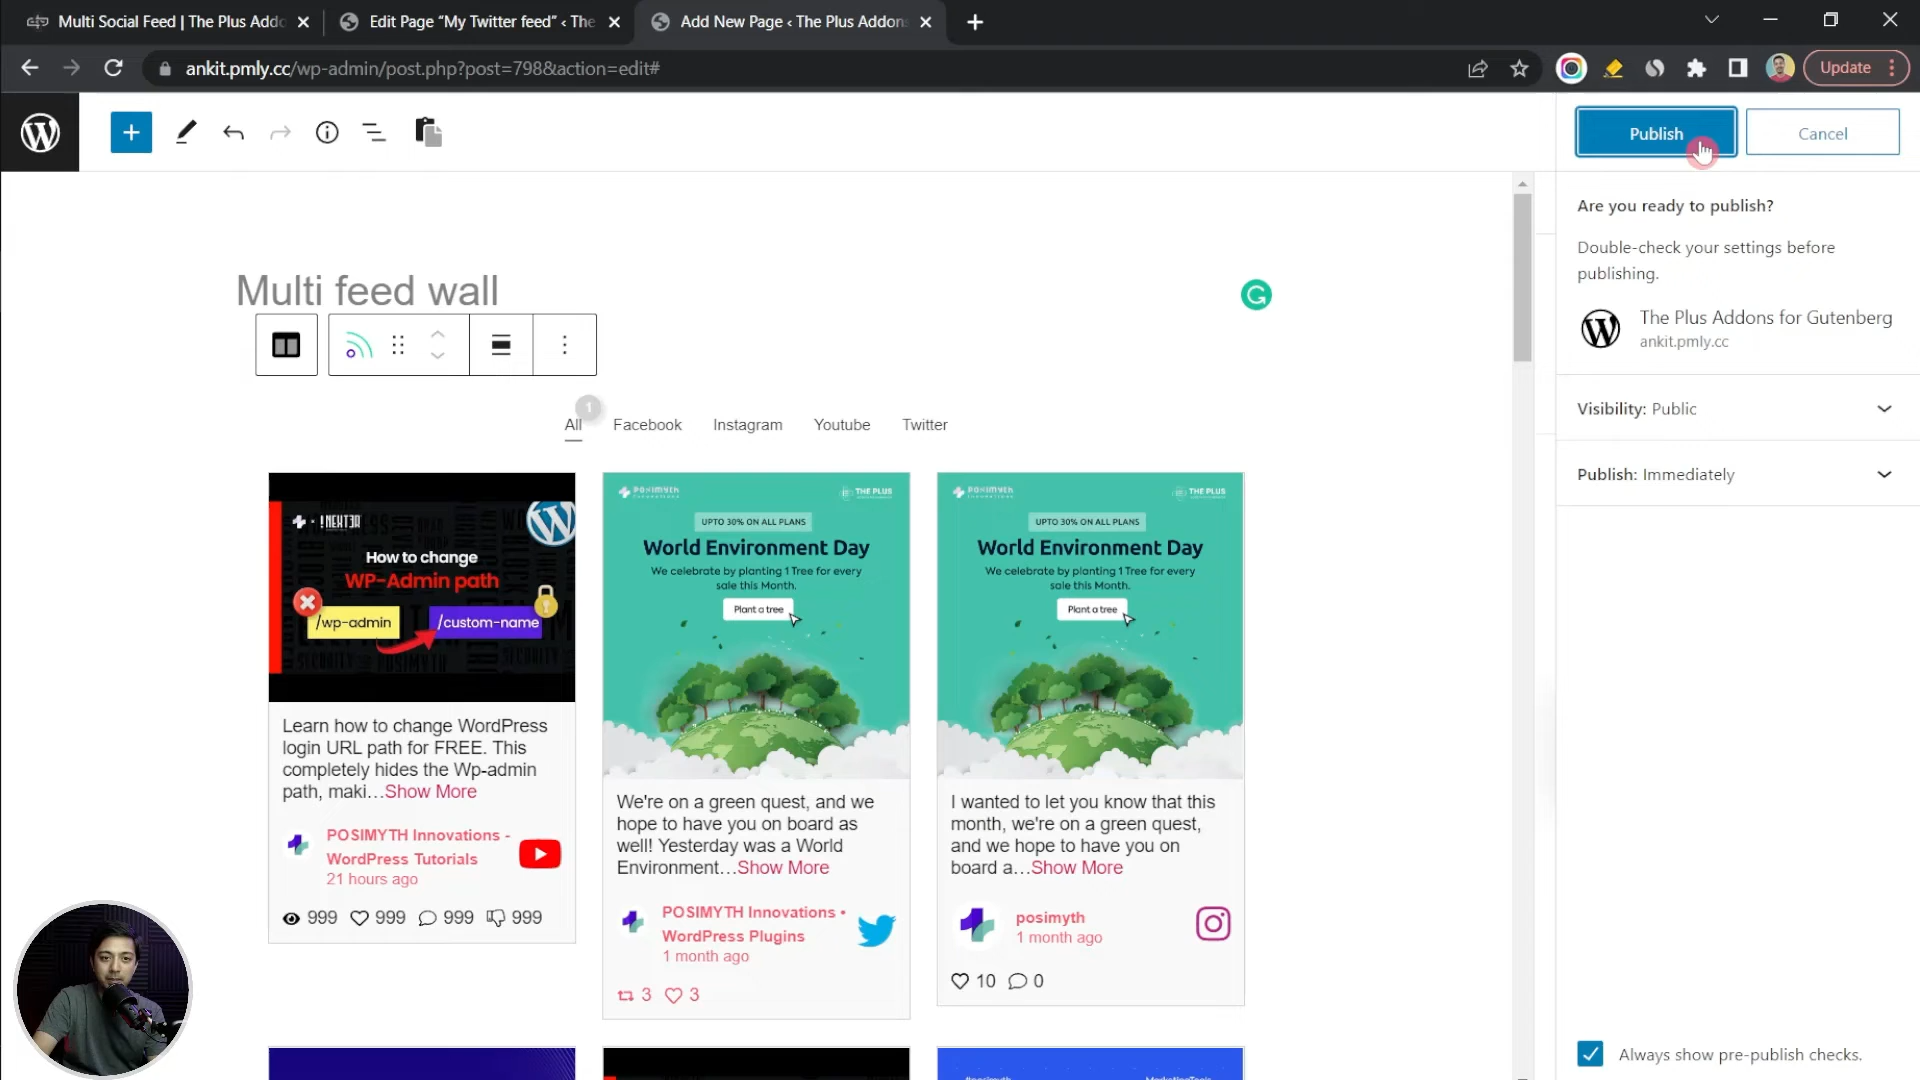 Multi Social Feed | The Plus Addo
Edit Page “My Twitter feed” ‹ The
Add New Page ‹ The Plus Addons
ankit.pmly.cc/wp-admin/post.php?post=798&action=edit#
Update
Publish
Cancel
Are you ready to publish?
Double-check your settings before
publishing.
The Plus Addons for Gutenberg
ankit.pmly.cc
Visibility: Public
Publish: Immediately
Always show pre-publish checks.
Multi feed wall
1
All
Facebook
Instagram
Youtube
Twitter
NEXTER
How to change
WP-Admin path
/wp-admin
/custom-name
Learn how to change WordPress
login URL path for FREE. This
completely hides the Wp-admin
path, maki...Show More
POSIMYTH Innovations -
WordPress Tutorials
21 hours ago
999 999 999 999
POSIMYTH
THE PLUS
UPTO 30% ON ALL PLANS
World Environment Day
We celebrate by planting 1 Tree for every
sale this Month.
Plant a tree
We're on a green quest, and we
hope to have you on board as
well! Yesterday was a World
Environment...Show More
POSIMYTH Innovations •
WordPress Plugins
1 month ago
3 3
POSIMYTH
THE PLUS
UPTO 30% ON ALL PLANS
World Environment Day
We celebrate by planting 1 Tree for every
sale this Month.
Plant a tree
I wanted to let you know that this
month, we're on a green quest,
and we hope to have you on
board a...Show More
posimyth
1 month ago
10 0
#posimyth
MarketingTools